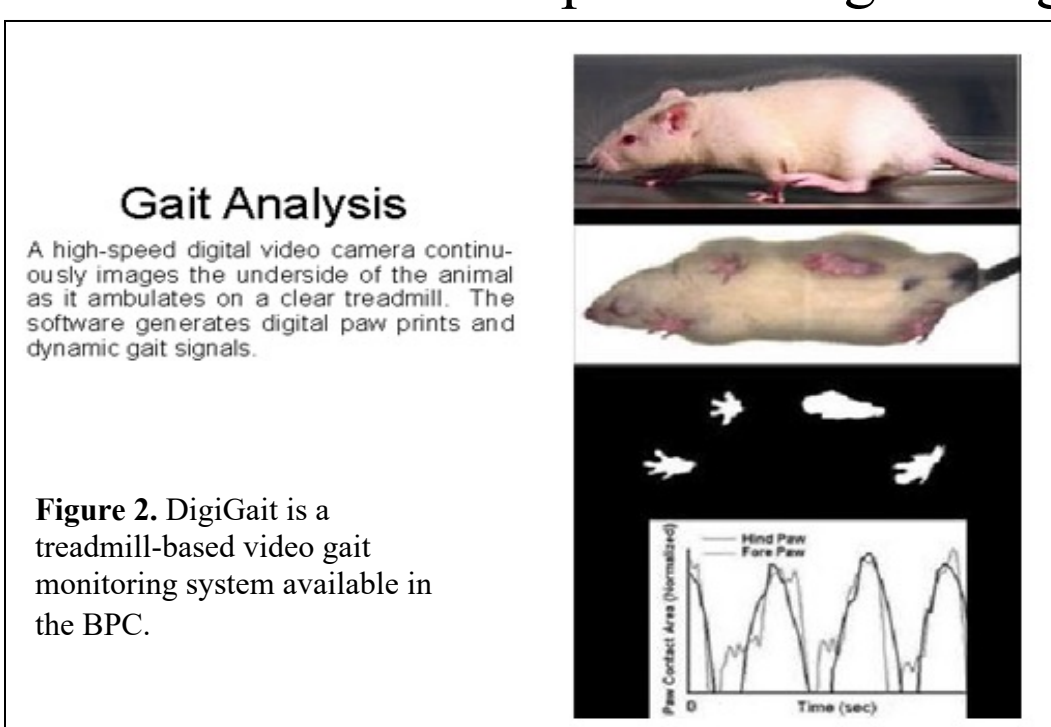 Gait Analysis
A high-speed digital video camera continu-
ously images the underside of the animal
as it ambulates on a clear treadmill. The
software generates digital paw prints and
dynamic gait signals.
Figure 2. DigiGait is a
treadmill-based video gait
monitoring system available in
the BPC.
Hind Paw
Fore Paw
Paw Contact Area (Normalized)
0
Time (sec)